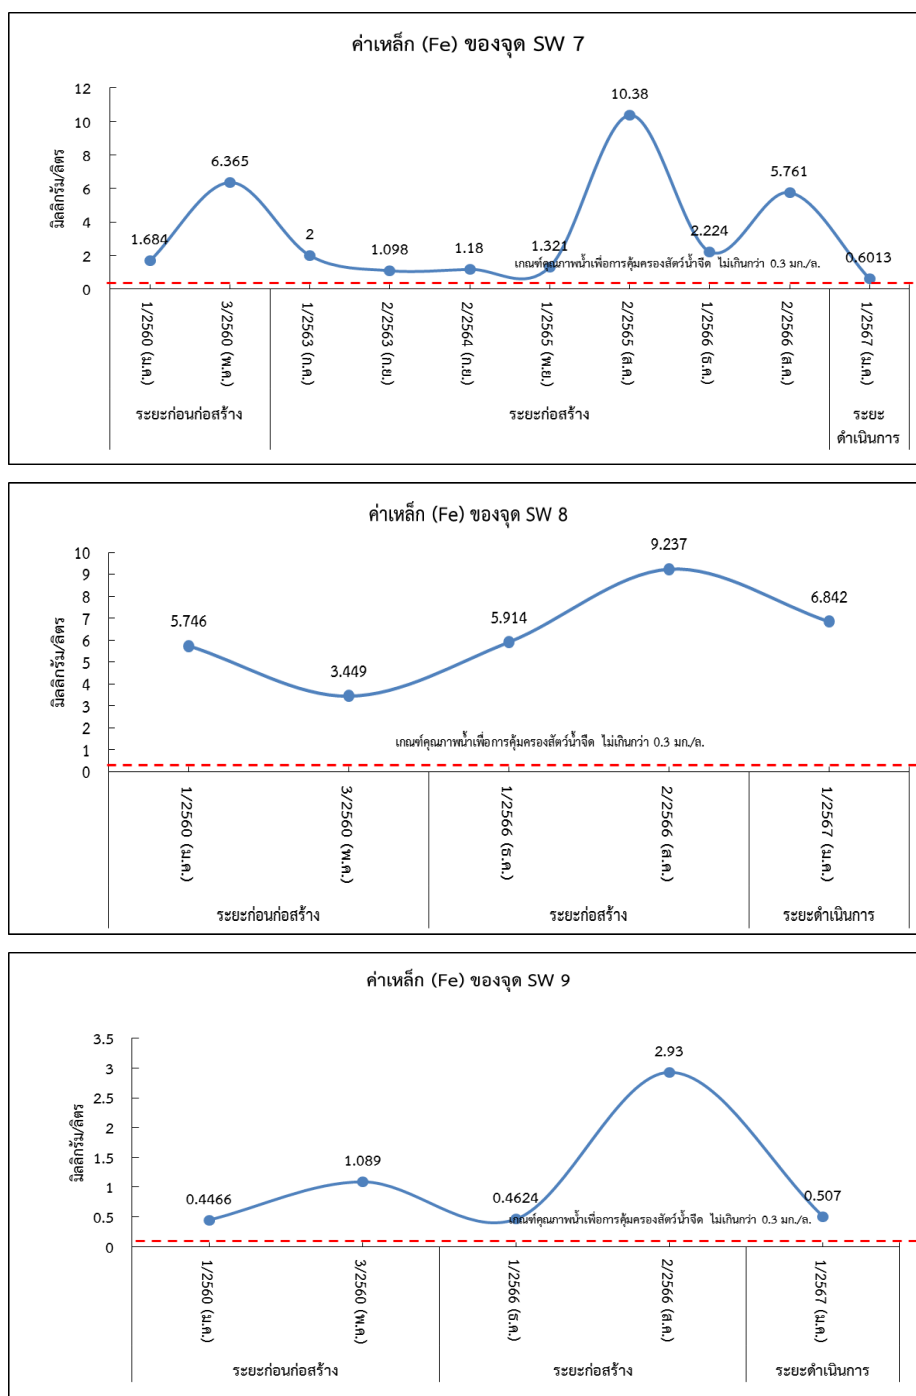 ค่าเหล็ก (Fe) ของจุด SW 7
มิลลิกรัม/ลิตร
12
10
8
6
4
2
0
1.684
6.365
2
1.098
1.18
1.321
10.38
2.224
5.761
0.6013
เกณฑ์คุณภาพน้ำเพื่อการคุ้มครองสัตว์น้ำจืด ไม่เกินกว่า 0.3 มก./ล.
1/2560 (ม.ค.)
3/2560 (พ.ค.)
1/2563 (ก.ค.)
2/2563 (ก.ย.)
2/2564 (ก.ย.)
1/2565 (พ.ย.)
2/2565 (ส.ค.)
1/2566 (ธ.ค.)
2/2566 (ส.ค.)
1/2567 (ม.ค.)
ระยะก่อนก่อสร้าง
ระยะก่อสร้าง
ระยะ
ดำเนินการ
ค่าเหล็ก (Fe) ของจุด SW 8
มิลลิกรัม/ลิตร
10
9
8
7
6
5
4
3
2
1
0
5.746
3.449
5.914
9.237
6.842
เกณฑ์คุณภาพน้ำเพื่อการคุ้มครองสัตว์น้ำจืด ไม่เกินกว่า 0.3 มก./ล.
1/2560 (ม.ค.)
3/2560 (พ.ค.)
1/2566 (ธ.ค.)
2/2566 (ส.ค.)
1/2567 (ม.ค.)
ระยะก่อนก่อสร้าง
ระยะก่อสร้าง
ระยะดำเนินการ
ค่าเหล็ก (Fe) ของจุด SW 9
มิลลิกรัม/ลิตร
3.5
3
2.5
2
1.5
1
0.5
0
0.4466
1.089
0.4624
2.93
0.507
เกณฑ์คุณภาพน้ำเพื่อการคุ้มครองสัตว์น้ำจืด ไม่เกินกว่า 0.3 มก./ล.
1/2560 (ม.ค.)
3/2560 (พ.ค.)
1/2566 (ธ.ค.)
2/2566 (ส.ค.)
1/2567 (ม.ค.)
ระยะก่อนก่อสร้าง
ระยะก่อสร้าง
ระยะดำเนินการ